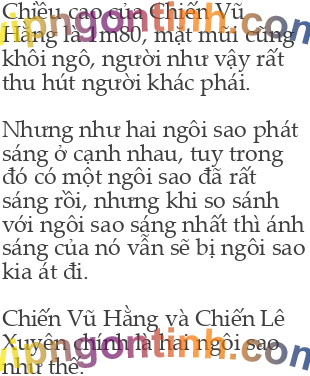 Chiều cao của Chiến Vũ
Hằng là 1m80, mặt mũi cũng
khôi ngô, người như vậy rất
thu hút người khác phái.
Nhưng như hai ngôi sao phát
sáng ở cạnh nhau, tuy trong
đó có một ngôi sao đã rất
sáng rồi, nhưng khi so sánh
với ngôi sao sáng nhất thì ánh
sáng của nó vẫn sẽ bị ngôi sao
kia át đi.
Chiến Vũ Hằng và Chiến Lê
Xuyên chính là hai ngôi sao
như thế.